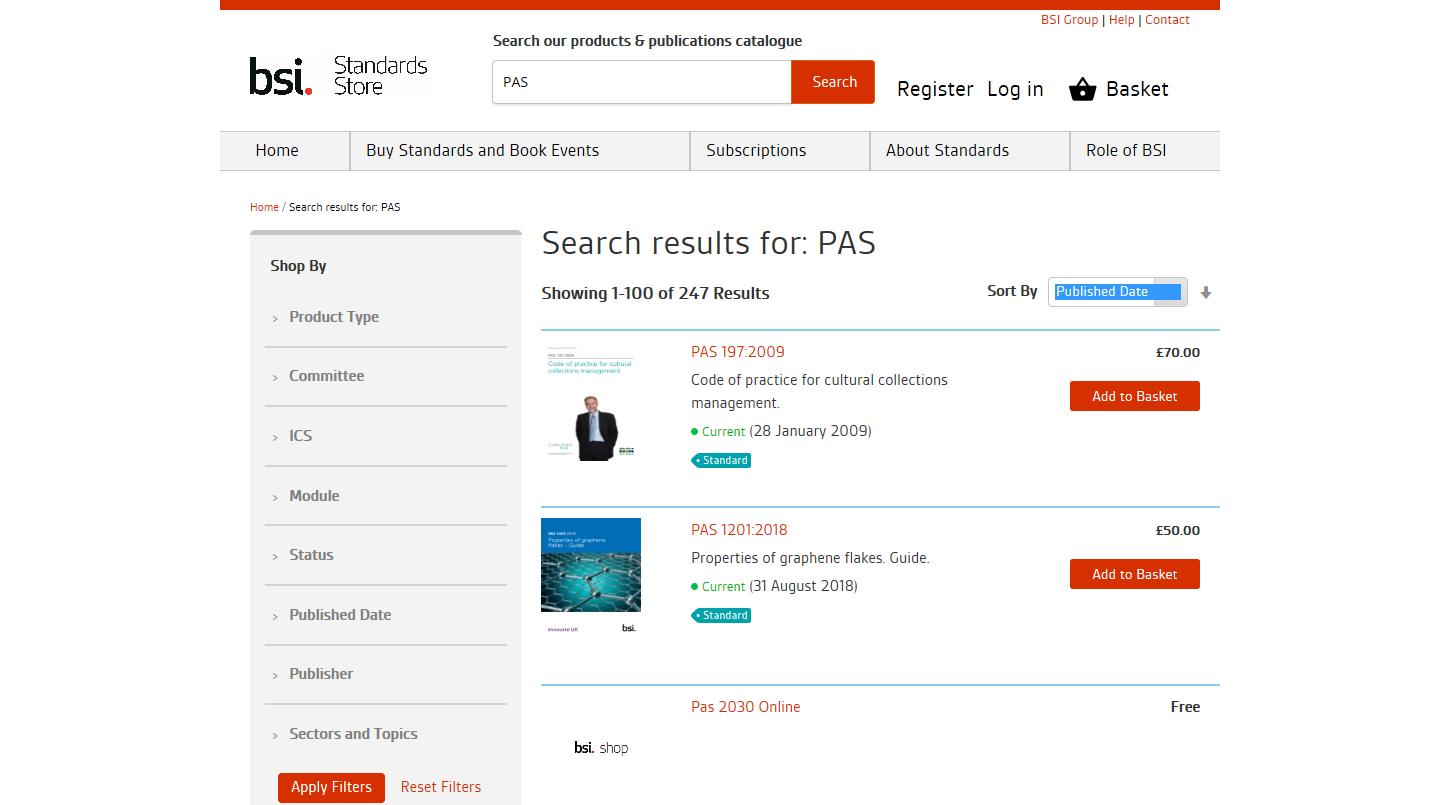 BSI Group | Help | Contact
Search our products & publications catalogue
bsi. Standards Store
PAS
Search
Register
Log in
Basket
Home
Buy Standards and Book Events
Subscriptions
About Standards
Role of BSI
Home / Search results for: PAS
Shop By
> Product Type
> Committee
> ICS
> Module
> Status
> Published Date
> Publisher
> Sectors and Topics
Apply Filters
Reset Filters
Search results for: PAS
Showing 1-100 of 247 Results
Sort By
Published Date
PAS 197:2009
Code of practice for cultural
collections management
PAS 197:2009
£70.00
Code of practice for cultural collections
management.
Add to Basket
Current (28 January 2009)
Standard
PAS 1201:2018
Properties of graphene
flakes – Guide
Innovate UK
bsi.
PAS 1201:2018
£50.00
Properties of graphene flakes. Guide.
Add to Basket
Current (31 August 2018)
Standard
Pas 2030 Online
Free
bsi. shop